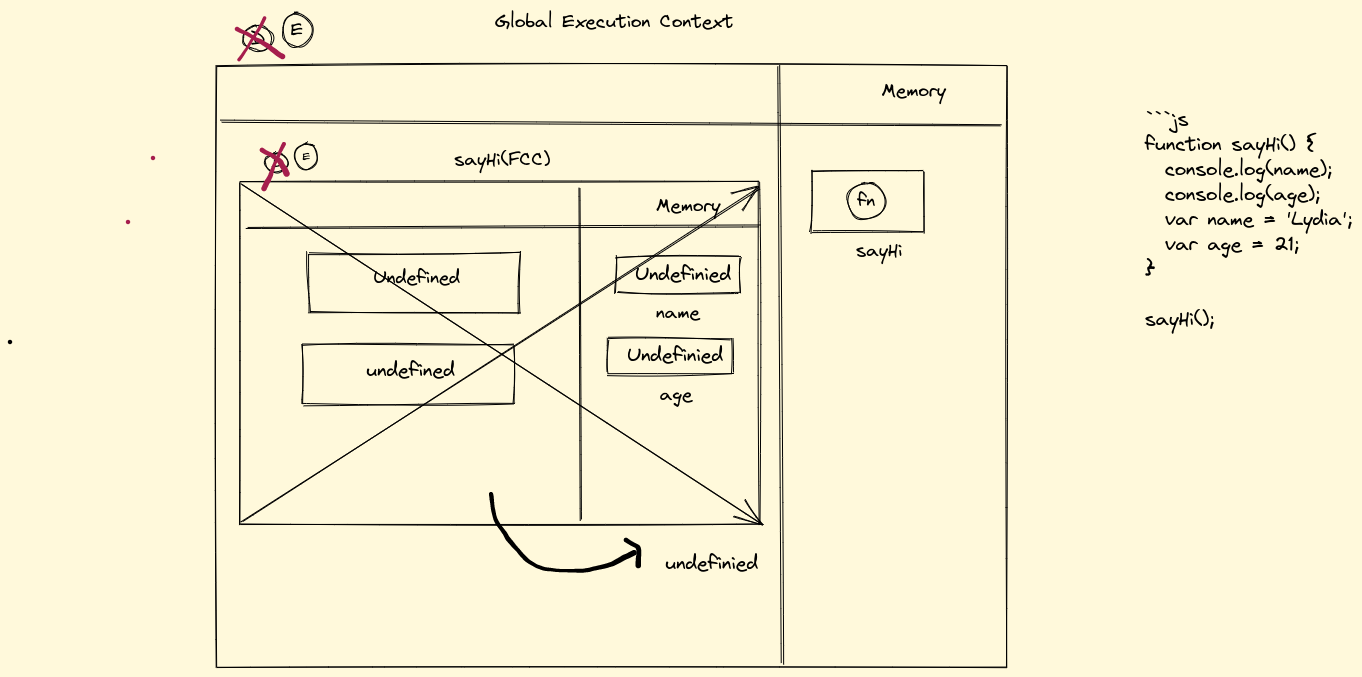 Global Execution Context
E
Memory
E
sayHi(FCC)
Memory
Undefined
undefined
Undefinied
name
Undefinied
age
undefinied
fn
sayHi
```js
function sayHi() {
  console.log(name);
  console.log(age);
  var name = 'Lydia';
  var age = 21;
}
sayHi();